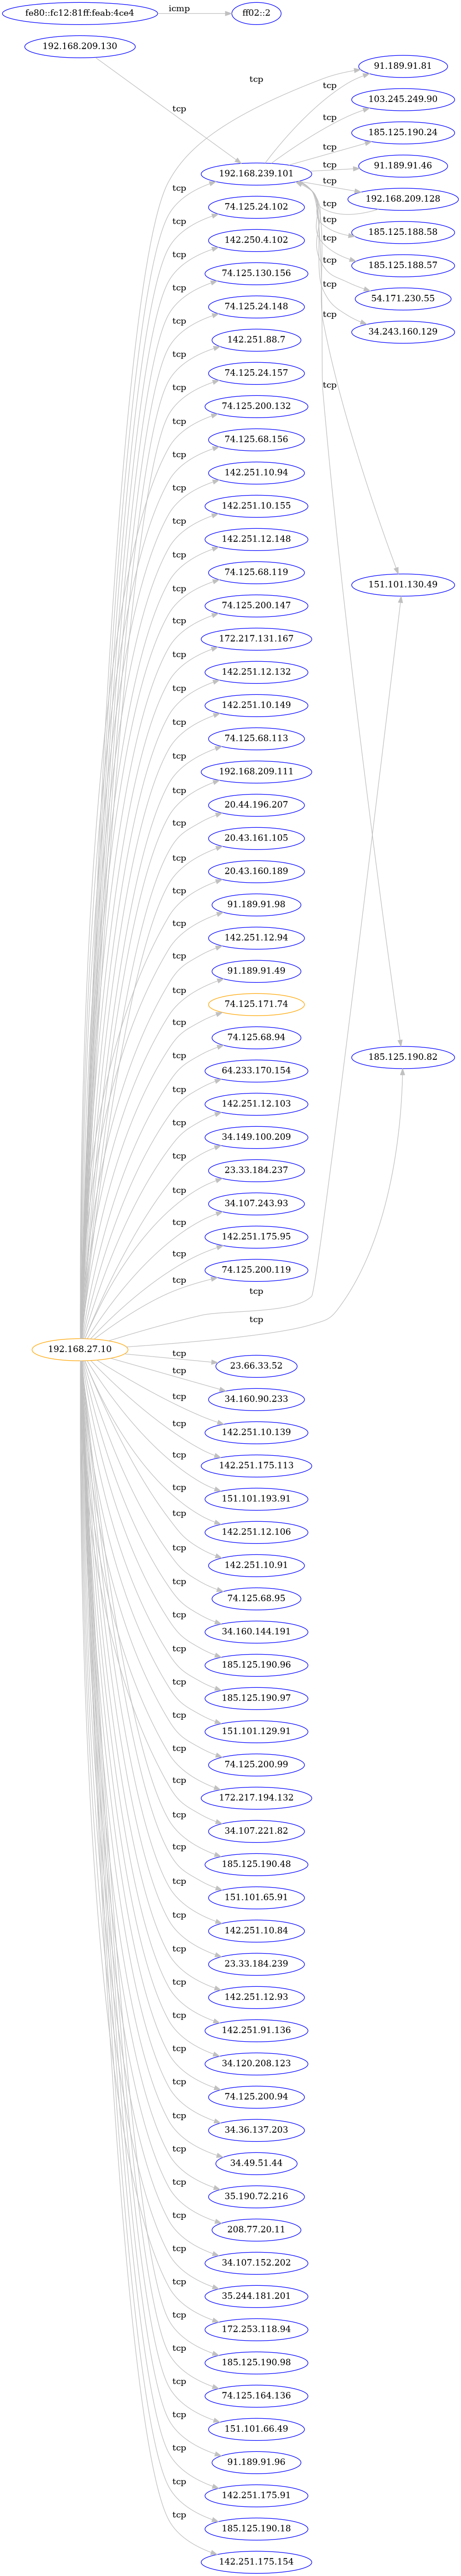 fe80::fc12:81ff:feab:4ce4
icmp
ff02::2
192.168.209.130
tcp
tcp
91.189.91.81
tcp
103.245.249.90
tcp
185.125.190.24
tcp
91.189.91.46
192.168.239.101
tcp
tcp
192.168.209.128
tcp
tcp
74.125.24.102
tcp
185.125.188.58
tcp
142.250.4.102
tcp
185.125.188.57
tcp
74.125.130.156
tcp
54.171.230.55
tcp
74.125.24.148
tcp
34.243.160.129
tcp
142.251.88.7
tcp
74.125.24.157
tcp
tcp
74.125.200.132
tcp
74.125.68.156
tcp
142.251.10.94
tcp
142.251.10.155
tcp
142.251.12.148
tcp
74.125.68.119
151.101.130.49
tcp
74.125.200.147
tcp
172.217.131.167
tcp
142.251.12.132
tcp
142.251.10.149
tcp
74.125.68.113
tcp
192.168.209.111
tcp
20.44.196.207
tcp
20.43.161.105
tcp
20.43.160.189
tcp
91.189.91.98
tcp
142.251.12.94
tcp
91.189.91.49
tcp
74.125.171.74
tcp
74.125.68.94
185.125.190.82
tcp
64.233.170.154
tcp
142.251.12.103
tcp
34.149.100.209
tcp
23.33.184.237
tcp
34.107.243.93
tcp
142.251.175.95
tcp
74.125.200.119
tcp
tcp
tcp
192.168.27.10
tcp
23.66.33.52
tcp
34.160.90.233
tcp
142.251.10.139
tcp
142.251.175.113
tcp
151.101.193.91
tcp
142.251.12.106
tcp
142.251.10.91
tcp
74.125.68.95
tcp
34.160.144.191
tcp
185.125.190.96
tcp
185.125.190.97
tcp
151.101.129.91
tcp
74.125.200.99
tcp
172.217.194.132
tcp
34.107.221.82
tcp
185.125.190.48
tcp
151.101.65.91
tcp
142.251.10.84
tcp
23.33.184.239
tcp
142.251.12.93
tcp
142.251.91.136
tcp
34.120.208.123
tcp
74.125.200.94
tcp
34.36.137.203
tcp
34.49.51.44
tcp
35.190.72.216
tcp
208.77.20.11
tcp
34.107.152.202
tcp
35.244.181.201
tcp
172.253.118.94
tcp
185.125.190.98
tcp
74.125.164.136
tcp
151.101.66.49
tcp
91.189.91.96
tcp
142.251.175.91
tcp
185.125.190.18
tcp
142.251.175.154